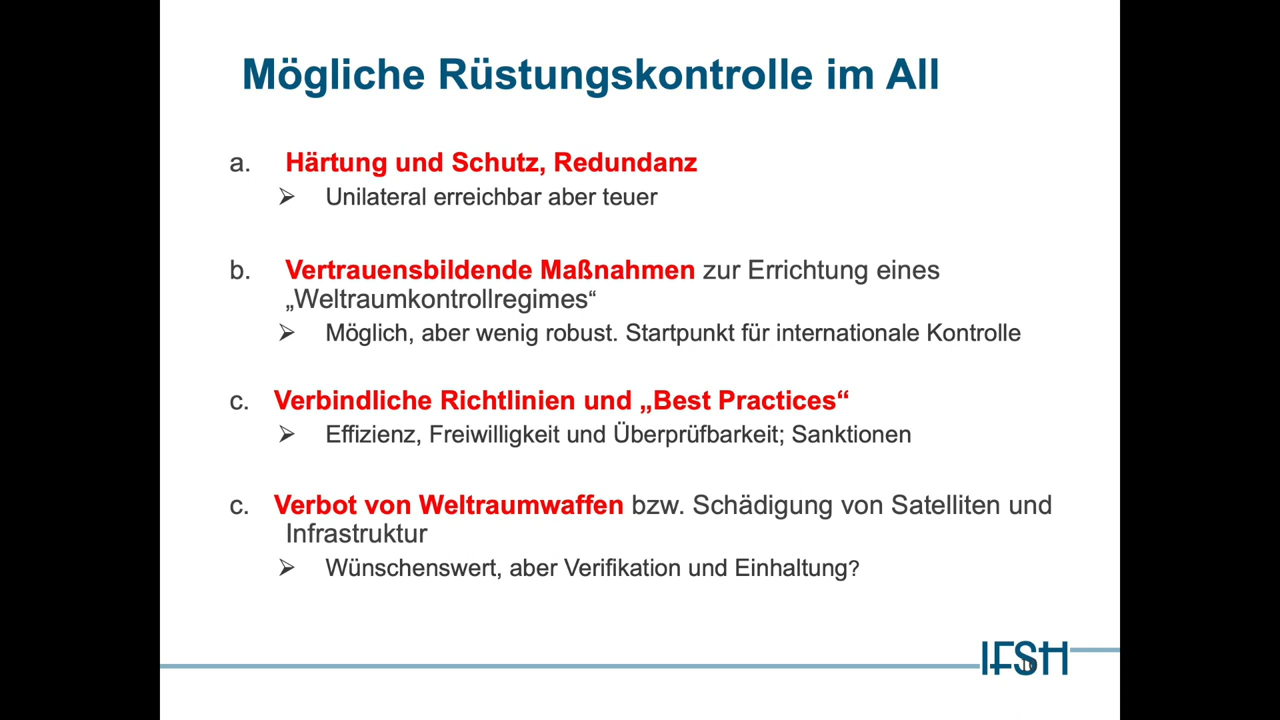 Mögliche Rüstungskontrolle im All
a. Härtung und Schutz, Redundanz
➢ Unilateral erreichbar aber teuer
b. Vertrauensbildende Maßnahmen zur Errichtung eines
„Weltraumkontrollregimes“
➢ Möglich, aber wenig robust. Startpunkt für internationale Kontrolle
c. Verbindliche Richtlinien und „Best Practices“
➢ Effizienz, Freiwilligkeit und Überprüfbarkeit; Sanktionen
c. Verbot von Weltraumwaffen bzw. Schädigung von Satelliten und
Infrastruktur
➢ Wünschenswert, aber Verifikation und Einhaltung?
IFSH